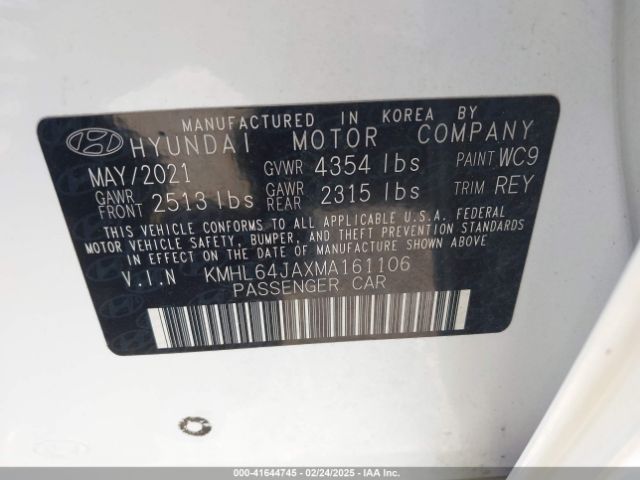 MANUFACTURED IN KOREA BY
HYUNDAI MOTOR COMPANY
MAY/2021 GVWR 4354 lbs PAINT WC9
GAWR FRONT 2513 lbs GAWR REAR 2315 lbs TRIM REY
THIS VEHICLE CONFORMS TO ALL APPLICABLE U.S.A. FEDERAL
MOTOR VEHICLE SAFETY, BUMPER, AND THEFT PREVENTION STANDARDS
IN EFFECT ON THE DATE OF MANUFACTURE SHOWN ABOVE
V.I.N KMHL64JAXMA161106
PASSENGER CAR
000-41644745 - 02/24/2025 - IAA Inc.